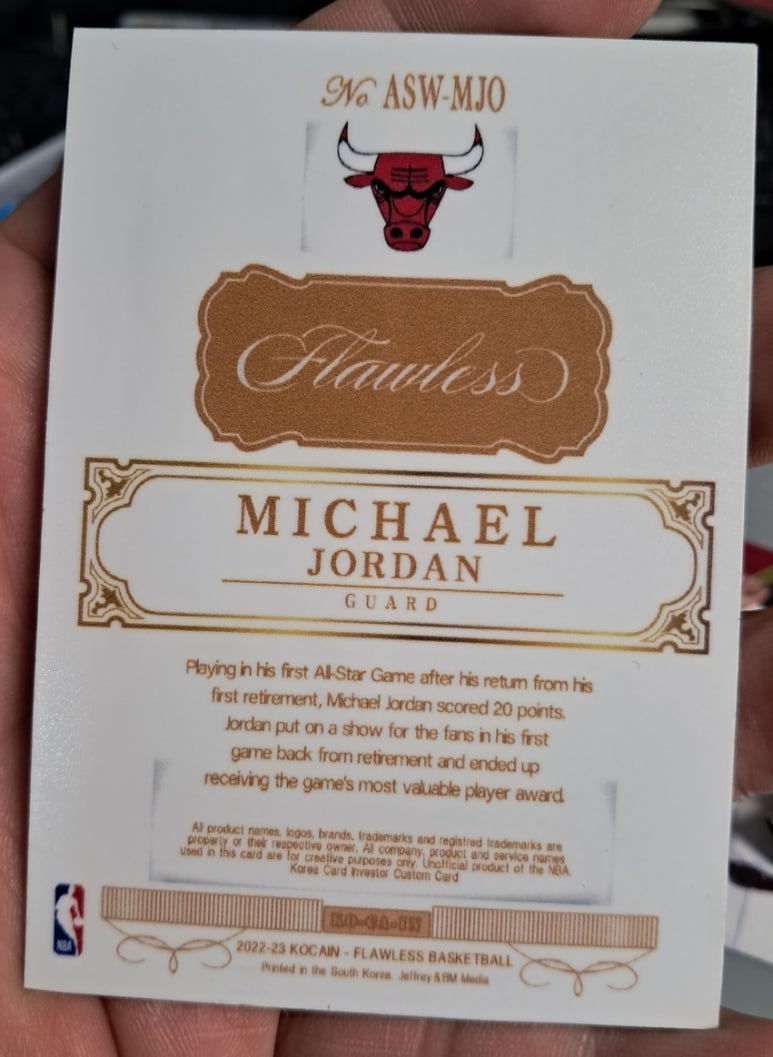 No. ASW-MJO
Flawless
MICHAEL
JORDAN
GUARD
Playing in his first All-Star Game after his return from his
first retirement, Michael Jordan scored 20 points.
Jordan put on a show for the fans in his first
game back from retirement and ended up
receiving the game's most valuable player award.
All product names, logos, brands, trademarks and registred trademarks are
property or their respective owner. All company, product and service names
used in this card are for creative purposes only. Unofficial product of the NBA.
Korea Card Investor Custom Card
KO-CA-IN
NBA
2022-23 KOCAIN - FLAWLESS BASKETBALL
Printed in the South Korea. Jeffrey & BM Media